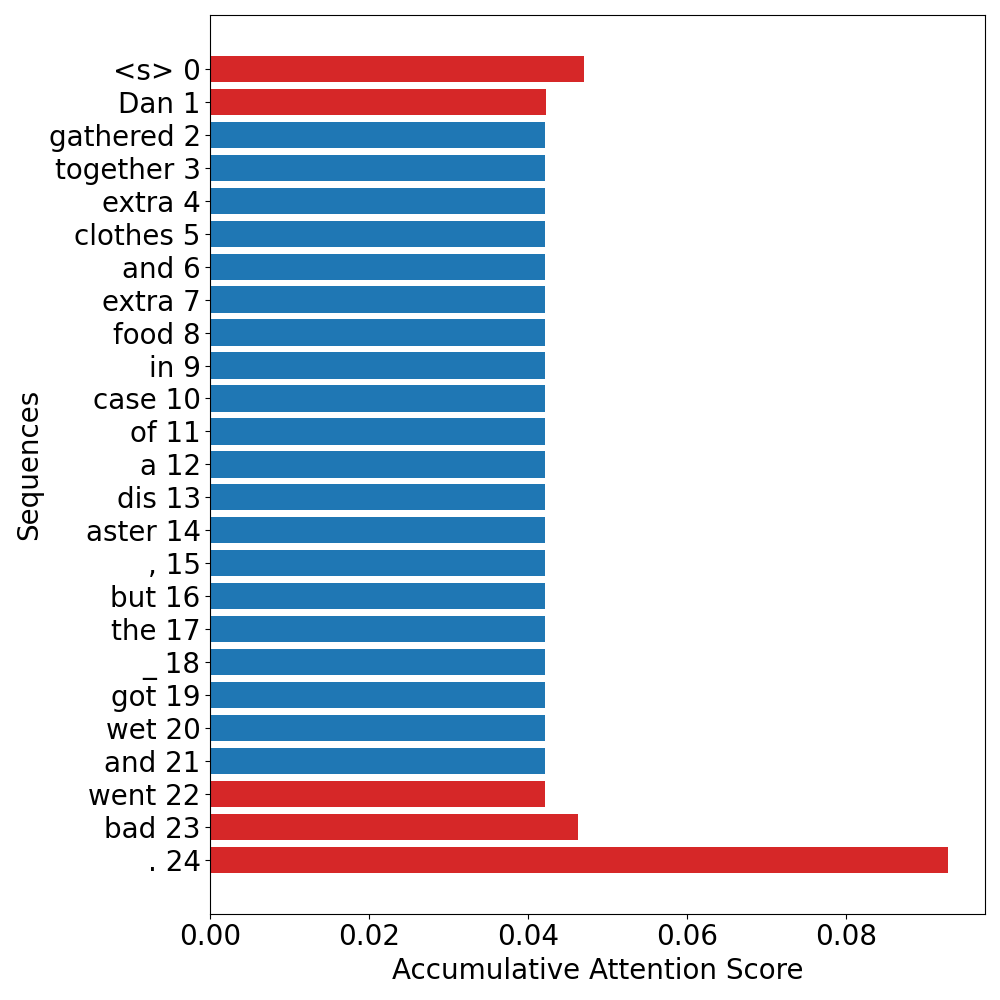 <s> 0
Dan 1
gathered 2
together 3
extra 4
clothes 5
and 6
extra 7
food 8
in 9
case 10
of 11
a 12
dis 13
aster 14
, 15
but 16
the 17
_ 18
got 19
wet 20
and 21
went 22
bad 23
. 24
Sequences
0.00 0.02 0.04 0.06 0.08
Accumulative Attention Score